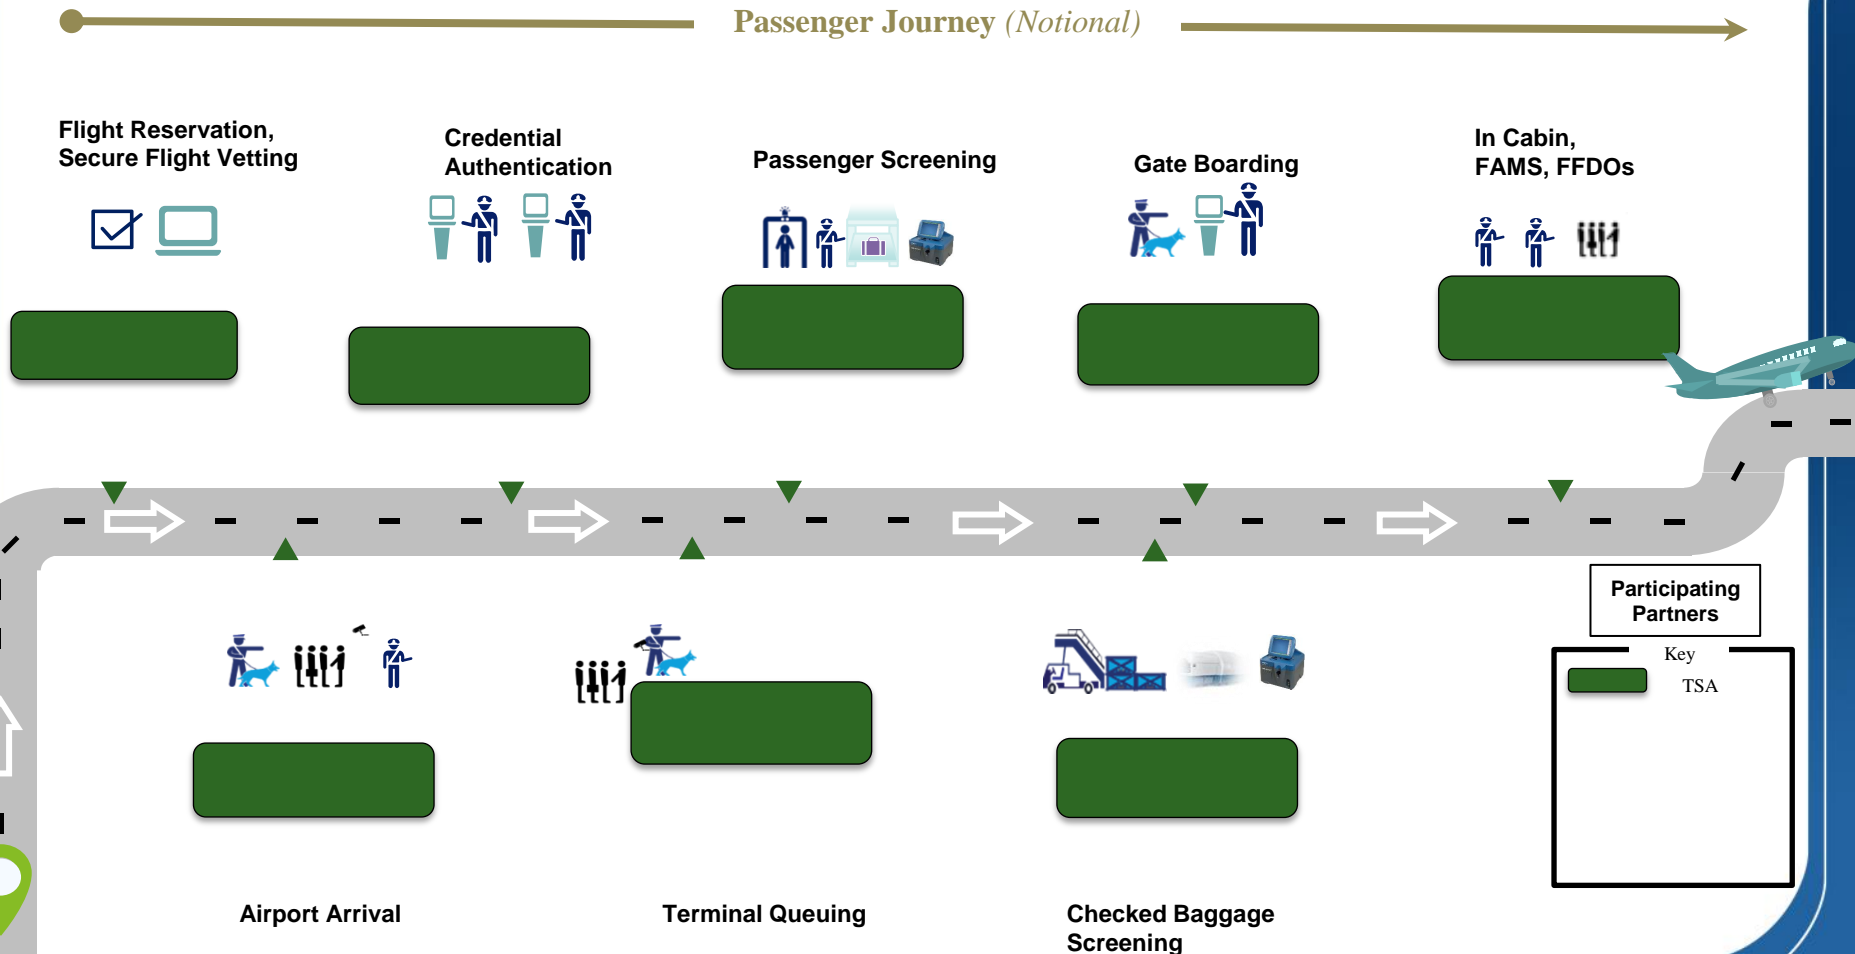 Passenger Journey (Notional)
Flight Reservation,
Secure Flight Vetting
Credential
Authentication
Passenger Screening
Gate Boarding
In Cabin,
FAMS, FFDOs
Participating
Partners
Key
TSA
Airport Arrival
Terminal Queuing
Checked Baggage
Screening